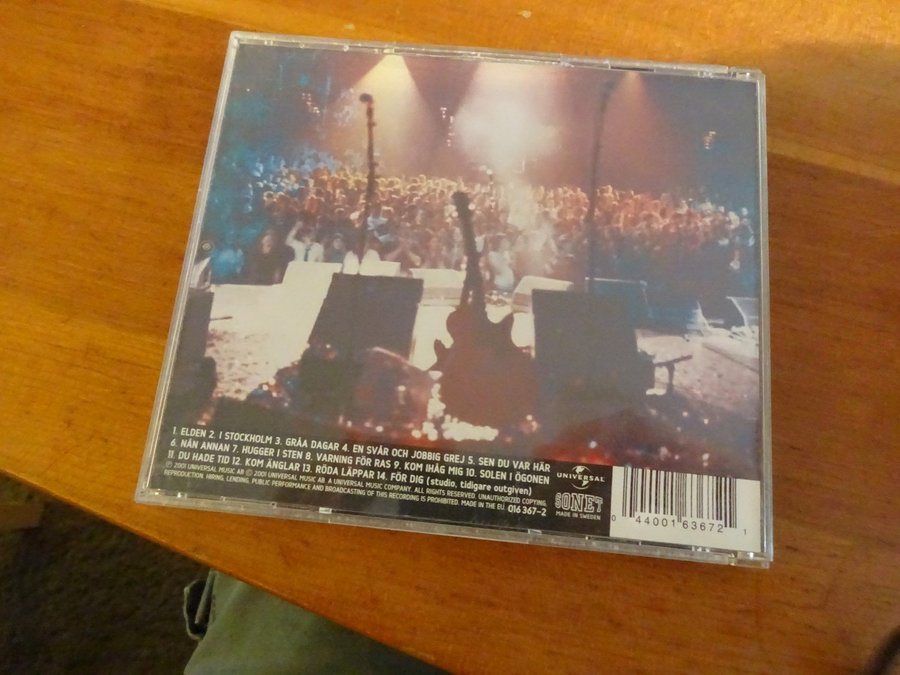 1. ELDEN 2. I STOCKHOLM 3. GRÅA DAGAR 4. EN SVÅR OCH JOBBIG GREJ 5. SEN DU VAR HÄR
6. NÅN ANNAN 7. HUGGER I STEN 8. VARNING FÖR RAS 9. KOM IHÅG MIG 10. SOLEN I ÖGONEN
11. DU HADE TID 12. KOM ÄNGLAR 13. RÖDA LÄPPAR 14. FÖR DIG (studio, tidigare outgiven)
Ⓟ 2001 UNIVERSAL MUSIC AB © 2001 UNIVERSAL MUSIC AB A UNIVERSAL MUSIC COMPANY. ALL RIGHTS RESERVED. UNAUTHORIZED COPYING,
REPRODUCTION, HIRING, LENDING, PUBLIC PERFORMANCE AND BROADCASTING OF THIS RECORDING IS PROHIBITED. MADE IN THE EU. 016 367-2
UNIVERSAL
SONET
MADE IN SWEDEN
0 44001 63672 1